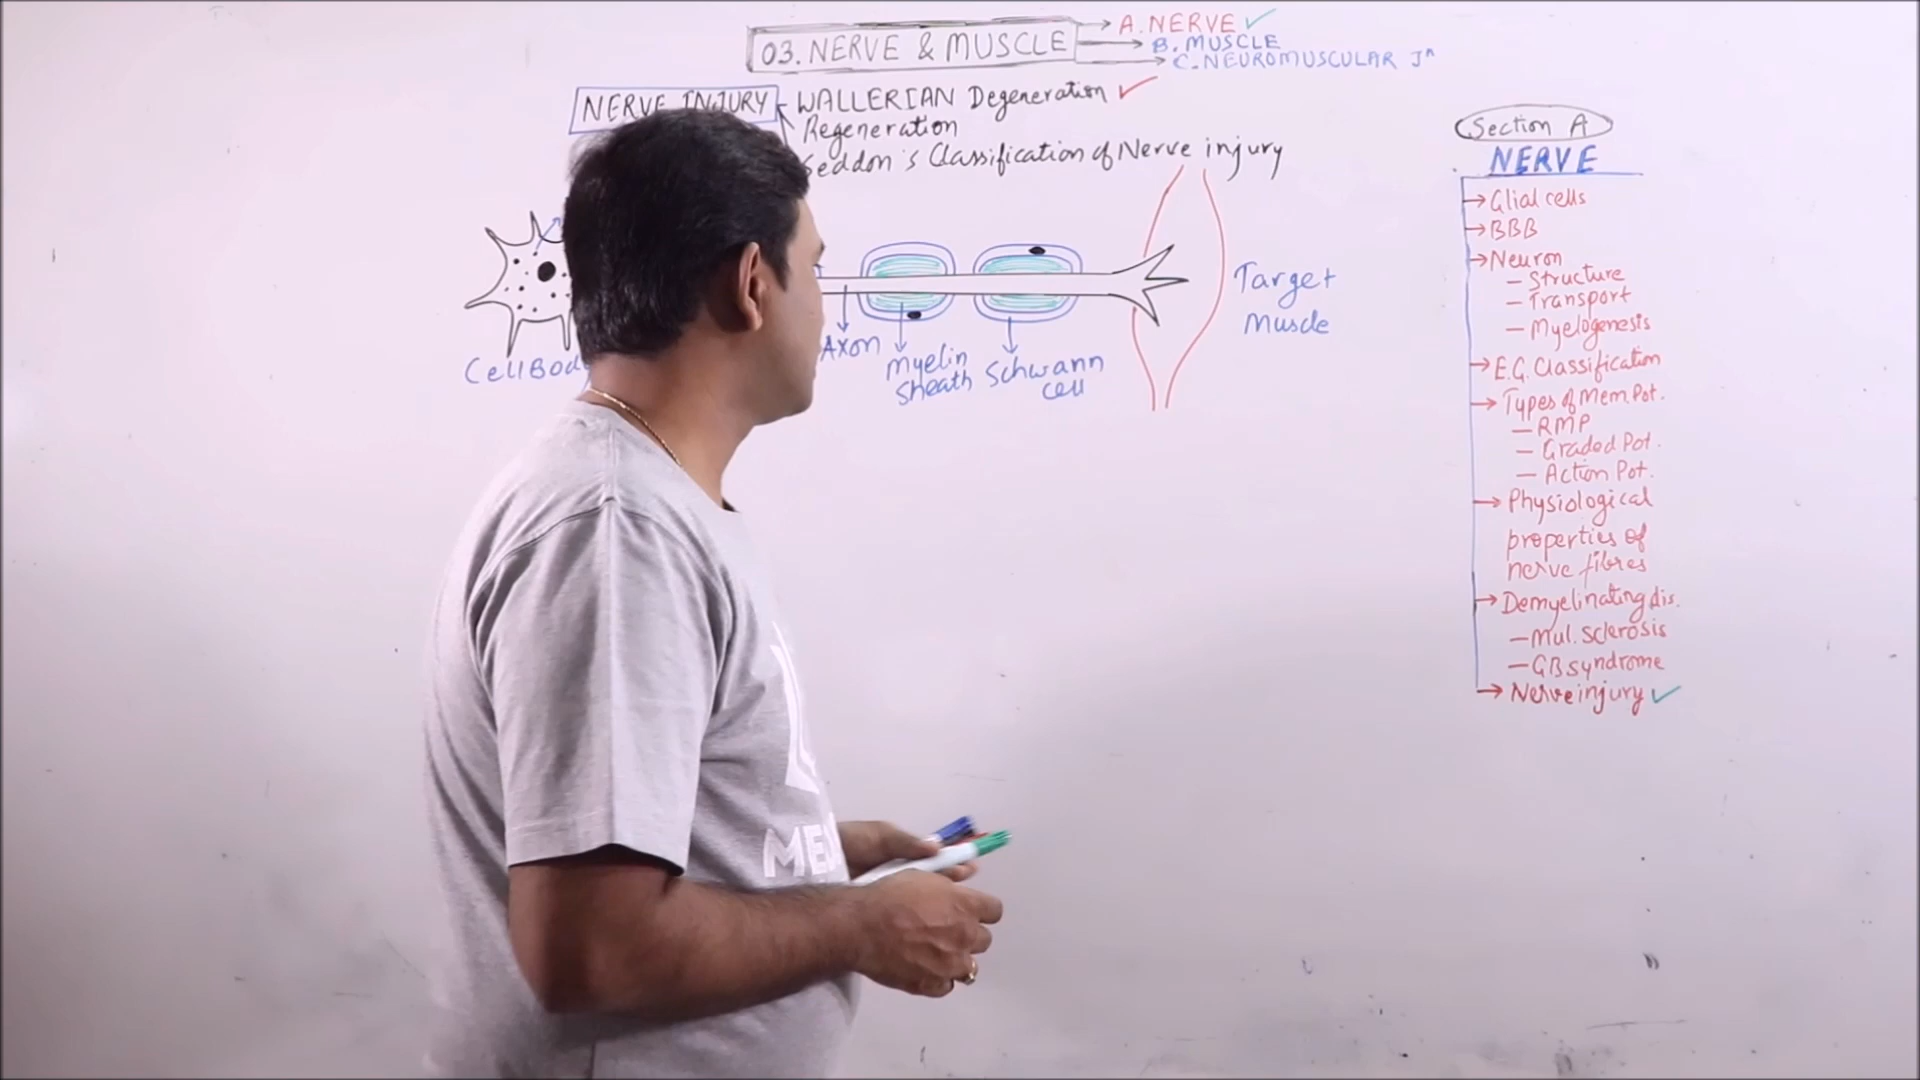 03. NERVE & MUSCLE
A. NERVE ✓
B. MUSCLE
C. NEUROMUSCULAR Jⁿ
NERVE INJURY
WALLERIAN Degeneration ✓
Regeneration
Seddon's Classification of Nerve injury
Cell Bod
Axon
Myelin
Sheath
Schwann
cell
Target
Muscle
Section A
NERVE
→ Glial cells
→ BBB
→ Neuron
— Structure
— Transport
— Myelogenesis
→ E.G. Classification
→ Types of Mem. Pot.
— RMP
— Graded Pot.
— Action Pot.
→ Physiological
properties of
nerve fibres
→ Demyelinating dis.
— Mul. sclerosis
— GB syndrome
→ Nerve injury ✓